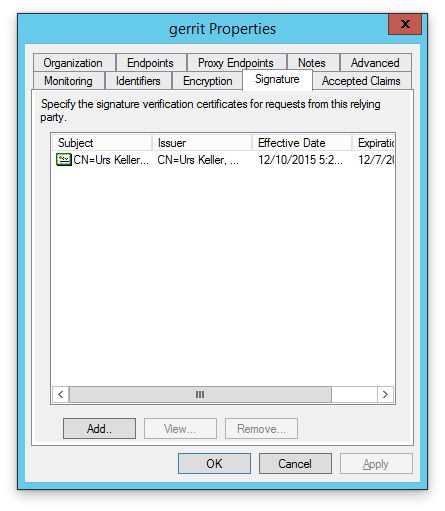 gerrit Properties
x
Organization Endpoints Proxy Endpoints Notes Advanced
Monitoring Identifiers Encryption Signature Accepted Claims
Specify the signature verification certificates for requests from this relying
party.
Subject Issuer Effective Date Expiratio
CN=Urs Keller... CN=Urs Keller, ... 12/10/2015 5:2... 12/7/20
Add.. View... Remove...
OK Cancel Apply